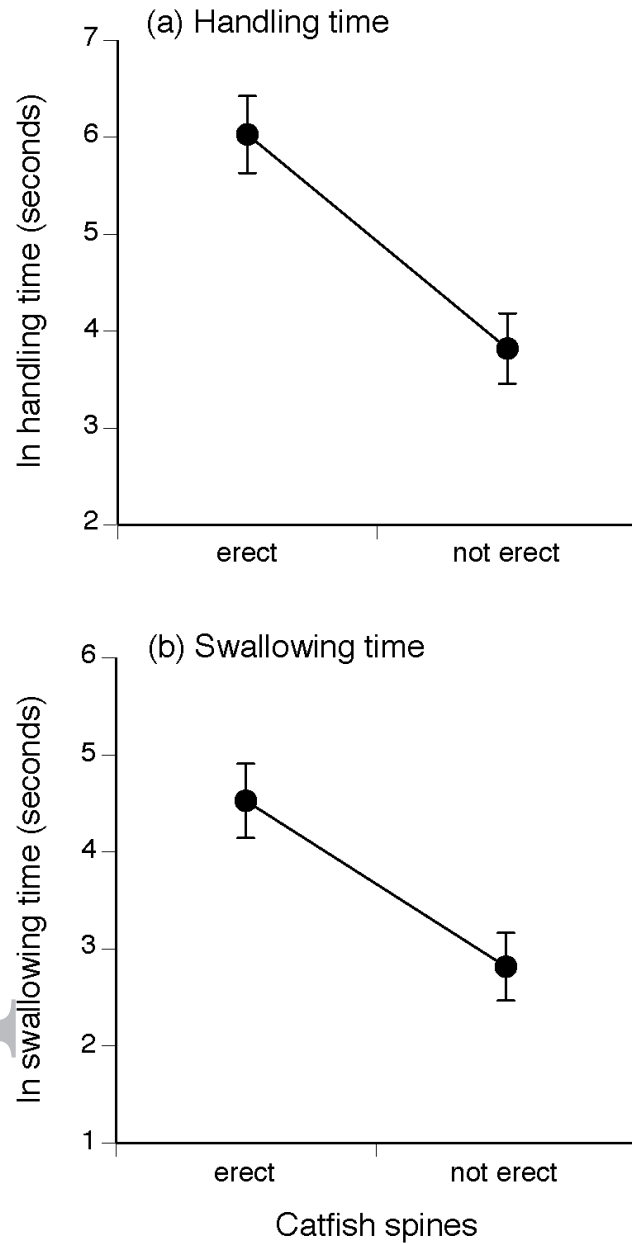 (a) Handling time
7
6
5
4
3
2
ln handling time (seconds)
erect
not erect
(b) Swallowing time
6
5
4
3
2
1
ln swallowing time (seconds)
erect
not erect
Catfish spines